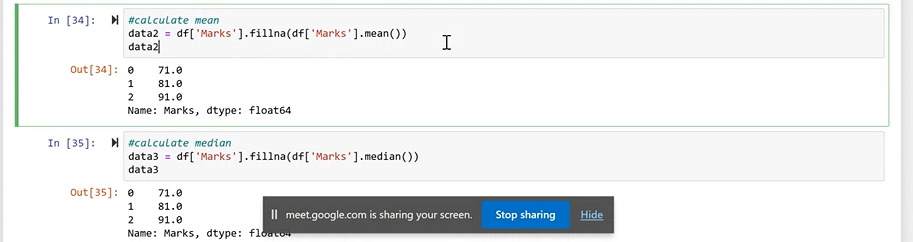 In [34]:
#calculate mean
data2 = df['Marks'].fillna(df['Marks'].mean())
data2
Out[34]:
0    71.0
1    81.0
2    91.0
Name: Marks, dtype: float64
In [35]:
#calculate median
data3 = df['Marks'].fillna(df['Marks'].median())
data3
Out[35]:
0    71.0
1    81.0
2    91.0
Name: Marks, dtype: float64
meet.google.com is sharing your screen.
Stop sharing
Hide